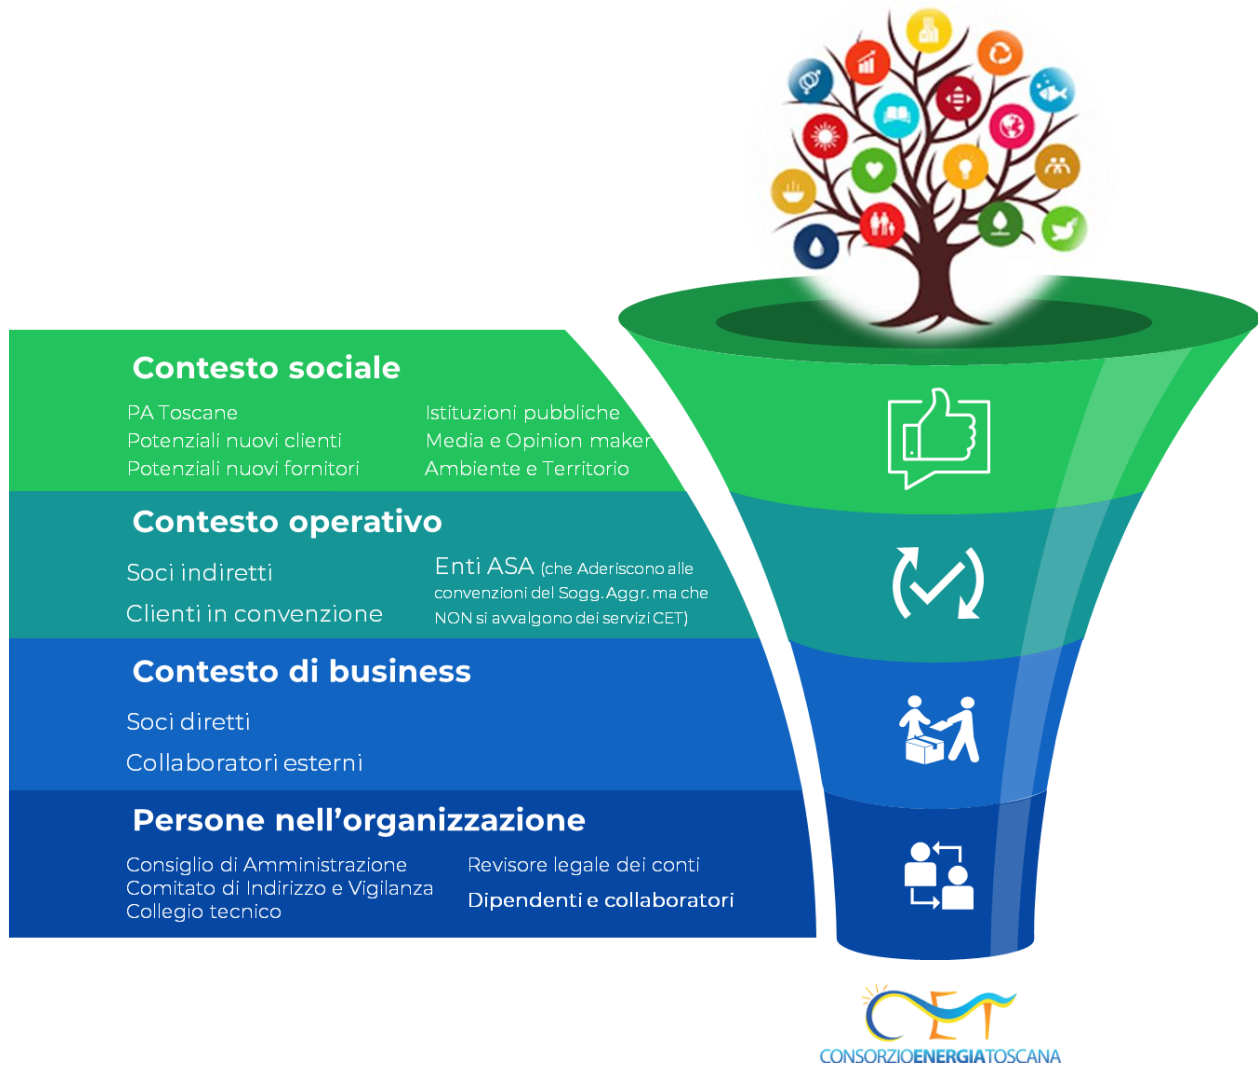 Contesto sociale
PA Toscane
Potenziali nuovi clienti
Potenziali nuovi fornitori
Istituzioni pubbliche
Media e Opinion maker
Ambiente e Territorio
Contesto operativo
Soci indiretti
Clienti in convenzione
Enti ASA (che Aderiscono alle
convenzioni del Sogg. Aggr. ma che
NON si avvalgono dei servizi CET)
Contesto di business
Soci diretti
Collaboratori esterni
Persone nell’organizzazione
Consiglio di Amministrazione
Comitato di Indirizzo e Vigilanza
Collegio tecnico
Revisore legale dei conti
Dipendenti e collaboratori
CET
CONSORZIOENERGIATOSCANA